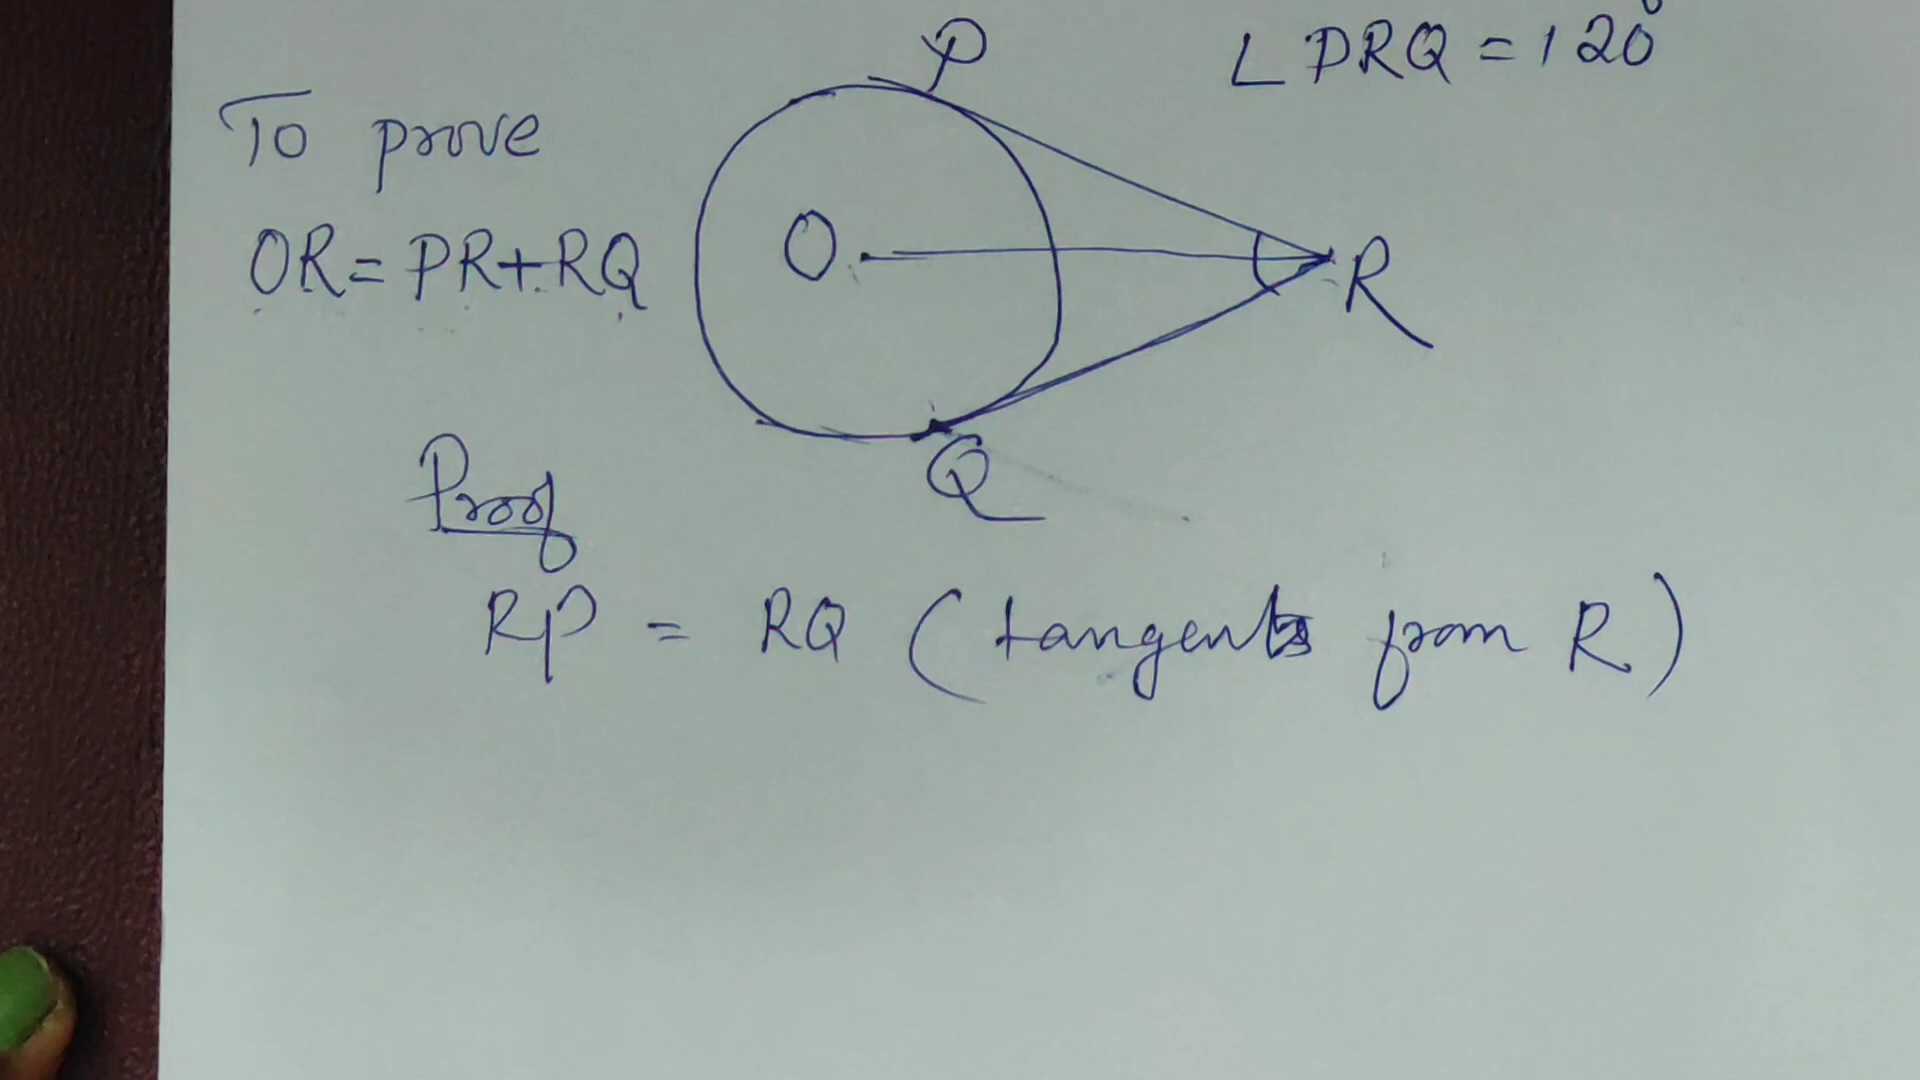 P
∠PRQ = 120°
To prove
OR = PR + RQ
O
R
Q
Proof
RP = RQ (tangents from R)